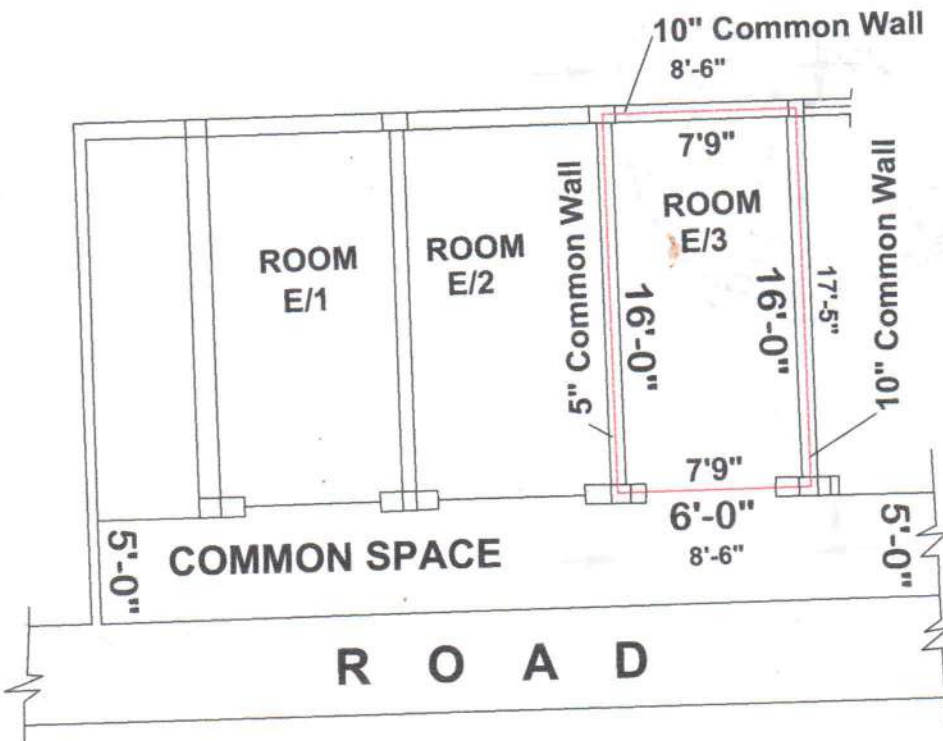 10" Common Wall
8'-6"
7'9"
ROOM
E/1
ROOM
E/2
ROOM
E/3
5" Common Wall
16'-0"
16'-0"
17'-5"
10" Common Wall
7'9"
6'-0"
8'-6"
5'-0"
COMMON SPACE
5'-0"
ROAD